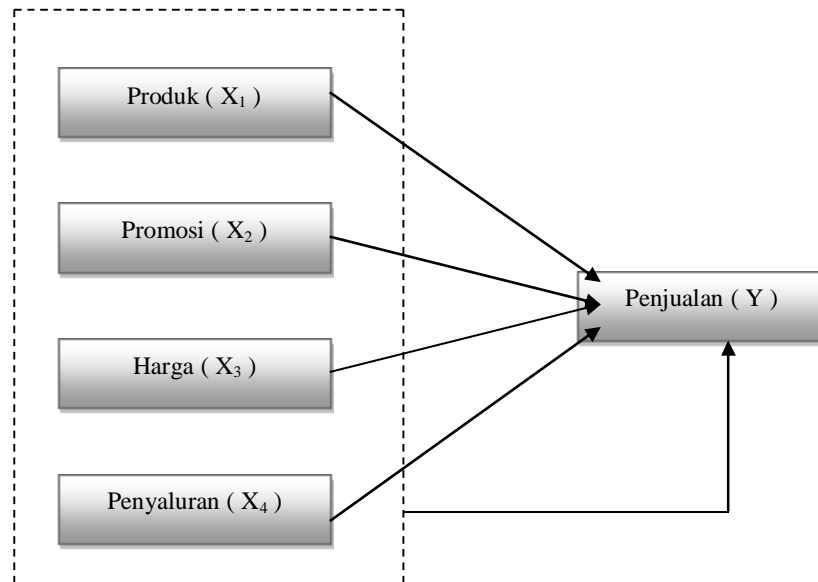 Produk ( X₁ )
Promosi ( X₂ )
Penjualan ( Y )
Harga ( X₃ )
Penyaluran ( X₄ )